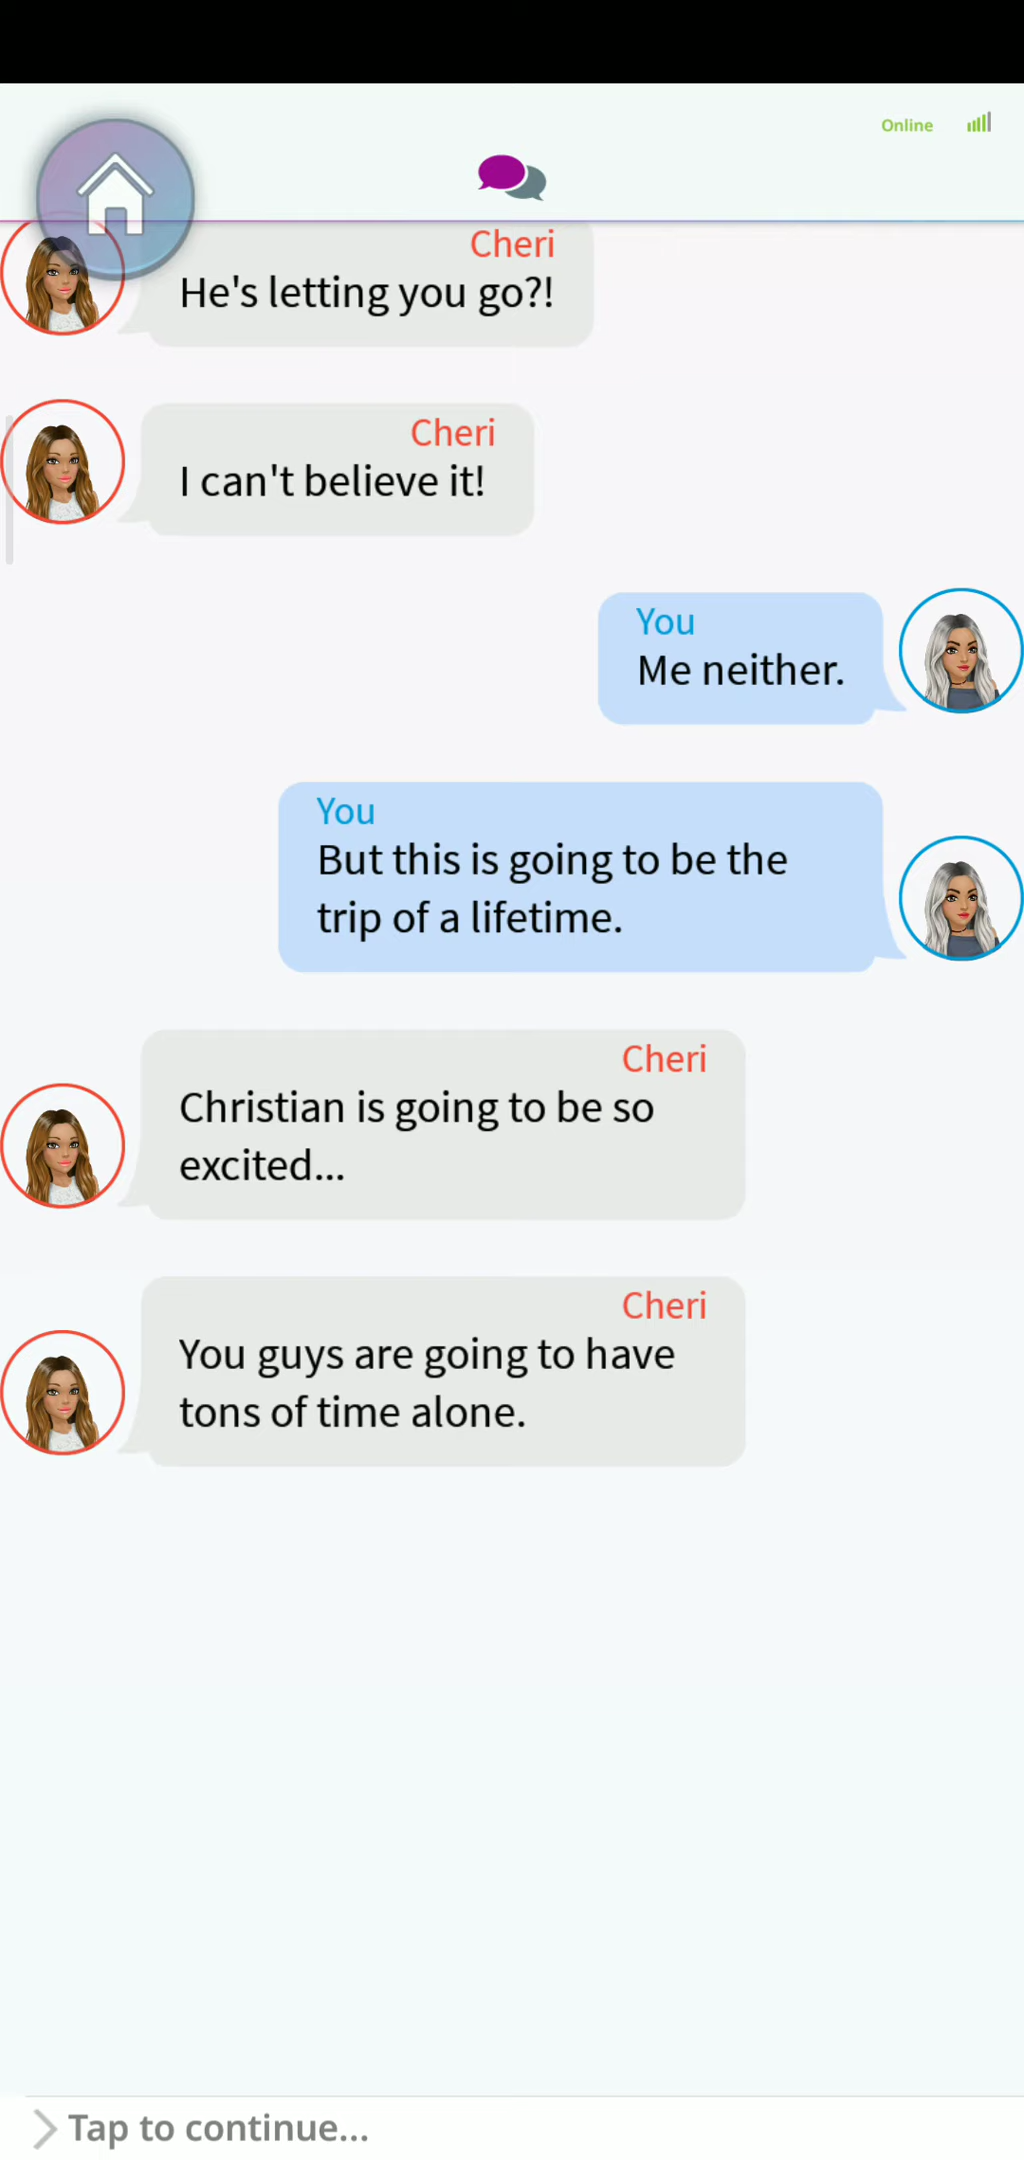 Online
Cheri
He's letting you go?!
Cheri
I can't believe it!
You
Me neither.
You
But this is going to be the
trip of a lifetime.
Cheri
Christian is going to be so
excited...
Cheri
You guys are going to have
tons of time alone.
Tap to continue...